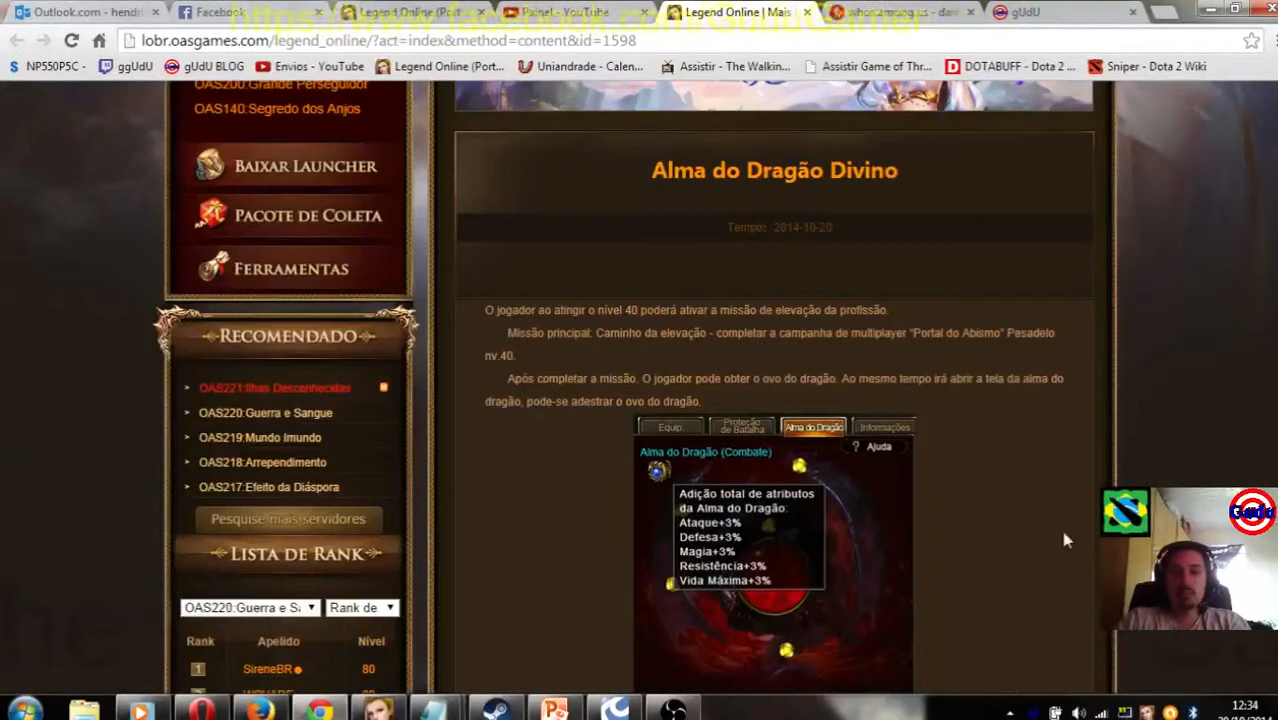 Outlook.com - hendri
Facebook
Legend Online (Port
Painel - YouTube
Legend Online | Mais
whos.among.us - dav
gUdU
lobr.oasgames.com/legend_online/?act=index&method=content&id=1598
NP550P5C
ggUdU
gUdU BLOG
Envios - YouTube
Legend Online (Port...
Uniandrade - Calen...
Assistir - The Walkin...
Assistir Game of Thr...
DOTABUFF - Dota 2 ...
Sniper - Dota 2 Wiki
OAS200:Grande Perseguidor
OAS140:Segredo dos Anjos
BAIXAR LAUNCHER
PACOTE DE COLETA
FERRAMENTAS
RECOMENDADO
OAS221:Ilhas Desconhecidas
OAS220:Guerra e Sangue
OAS219:Mundo Imundo
OAS218:Arrependimento
OAS217:Efeito da Diáspora
Pesquise mais servidores
LISTA DE RANK
OAS220:Guerra e Sa
Rank de
Rank Apelido Nível
1 SireneBR 80
Alma do Dragão Divino
Tempo: 2014-10-20
O jogador ao atingir o nível 40 poderá ativar a missão de elevação da profissão.
Missão principal: Caminho da elevação - completar a campanha de multiplayer “Portal do Abismo” Pesadelo
nv.40.
Após completar a missão. O jogador pode obter o ovo do dragão. Ao mesmo tempo irá abrir a tela da alma do
dragão, pode-se adestrar o ovo do dragão.
Equip.
Proteção
de Batalha
Alma do Dragão
Informações
Alma do Dragão (Combate)
? Ajuda
Adição total de atributos
da Alma do Dragão:
Ataque+3%
Defesa+3%
Magia+3%
Resistência+3%
Vida Máxima+3%
GudU
12:34